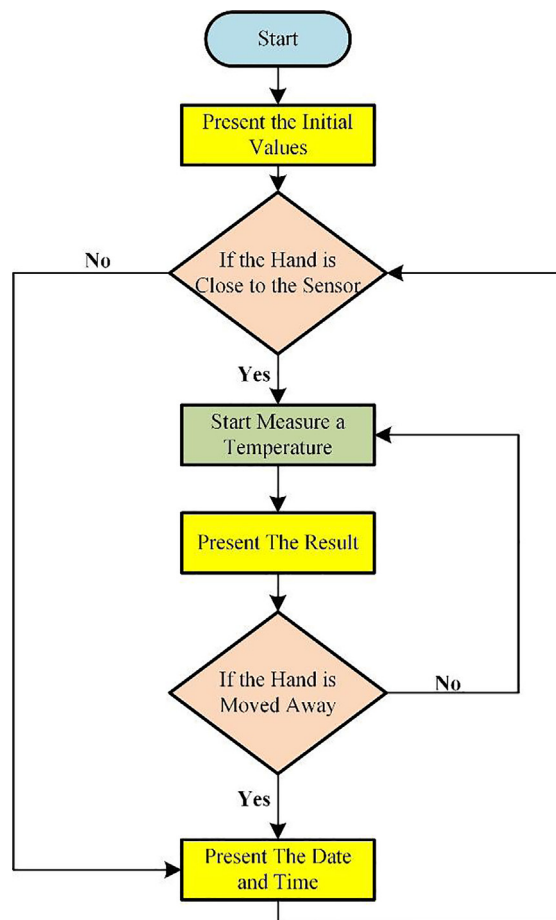 Start
Present the Initial
Values
No
If the Hand is
Close to the Sensor
Yes
Start Measure a
Temperature
Present The Result
If the Hand is
Moved Away
No
Yes
Present The Date
and Time